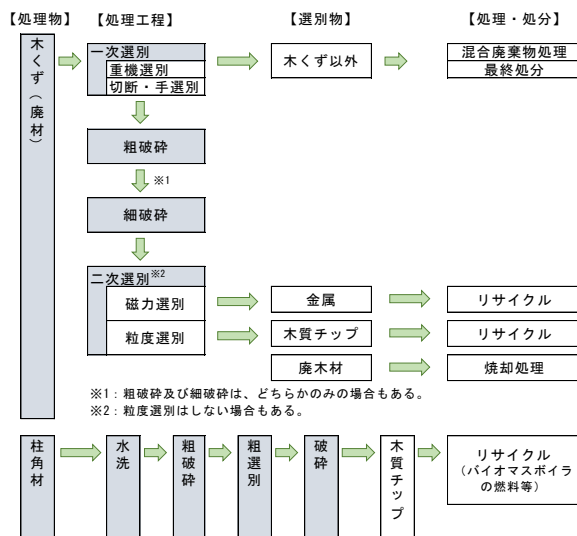 【処理物】 【処理工程】 【選別物】 【処理・処分】
木くず（廃材）
一次選別
重機選別
切断・手選別
木くず以外
混合廃棄物処理
最終処分
粗破砕
※1
細破砕
二次選別※2
磁力選別
金属
リサイクル
粒度選別
木質チップ
リサイクル
廃木材
焼却処理
※1：粗破砕及び細破砕は、どちらかのみの場合もある。
※2：粒度選別はしない場合もある。
柱角材
水洗
粗破砕
粗選別
破砕
木質チップ
リサイクル
（バイオマスボイラ
の燃料等）